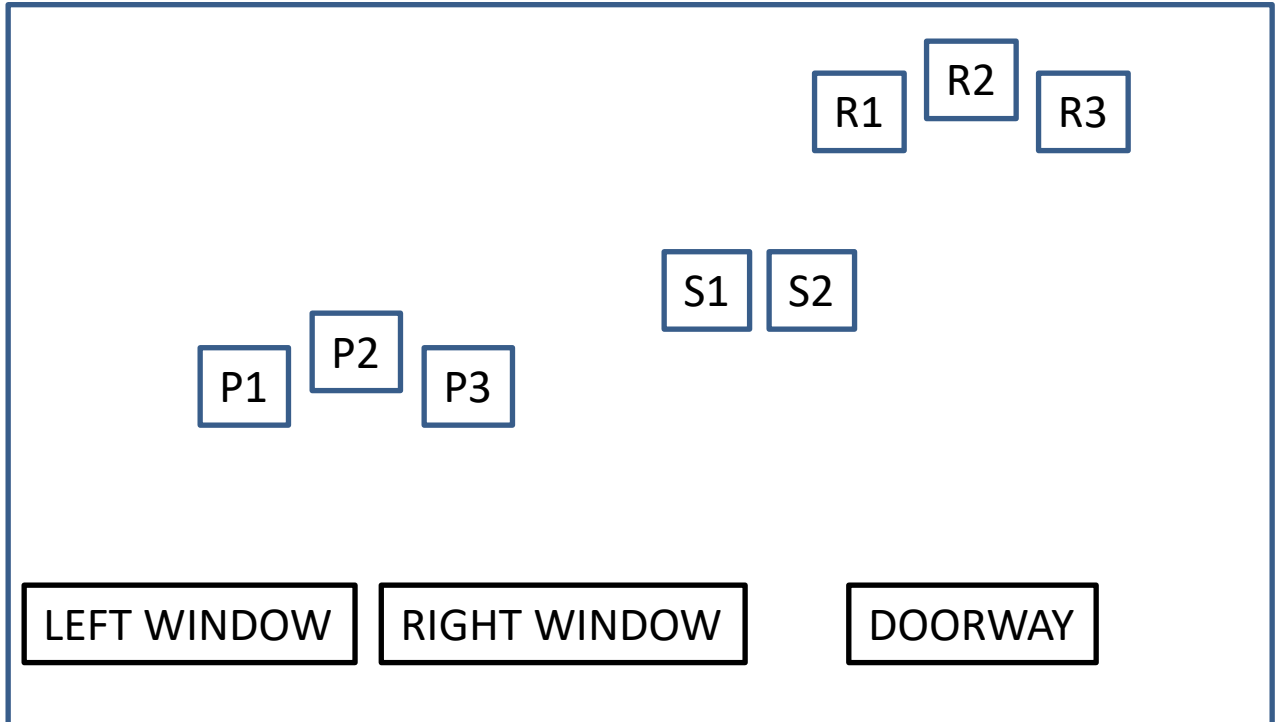 R1 R2 R3
S1 S2
P1 P2 P3
LEFT WINDOW
RIGHT WINDOW
DOORWAY